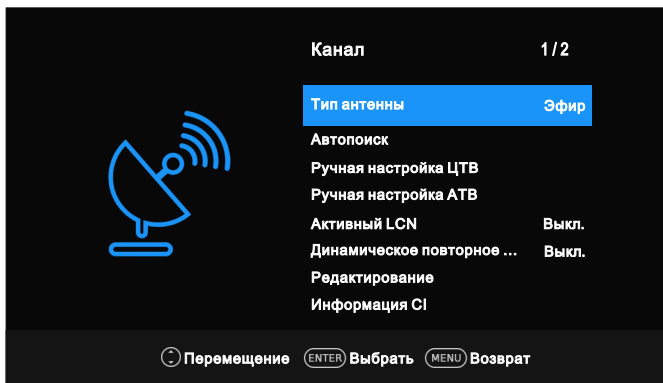 Канал 1/2
Тип антенны Эфир
Автопоиск
Ручная настройка ЦТВ
Ручная настройка АТВ
Активный LCN Выкл.
Динамическое повторное ... Выкл.
Редактирование
Информация CI
Перемещение ENTER Выбрать MENU Возврат